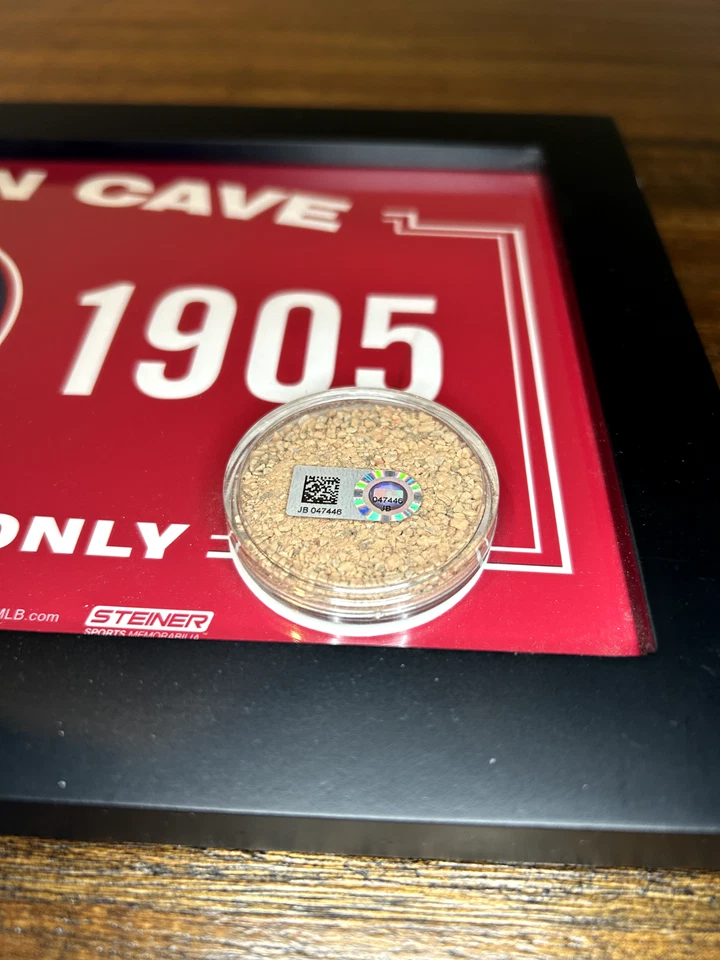 N CAVE
1905
047446
JB
JB 047446
ONLY
MLB.com
STEINER
SPORTS MEMORABILIA